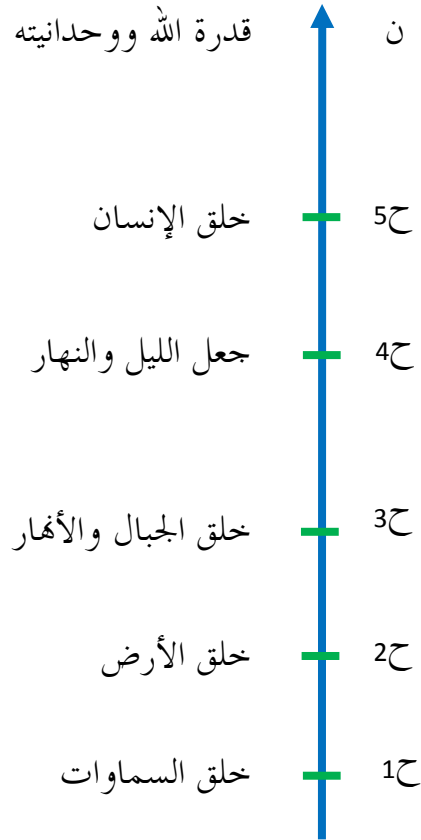 ن قدرة الله ووحدانيته
ح5 خلق الإنسان
ح4 جعل الليل والنهار
ح3 خلق الجبال والأنهار
ح2 خلق الأرض
ح1 خلق السماوات